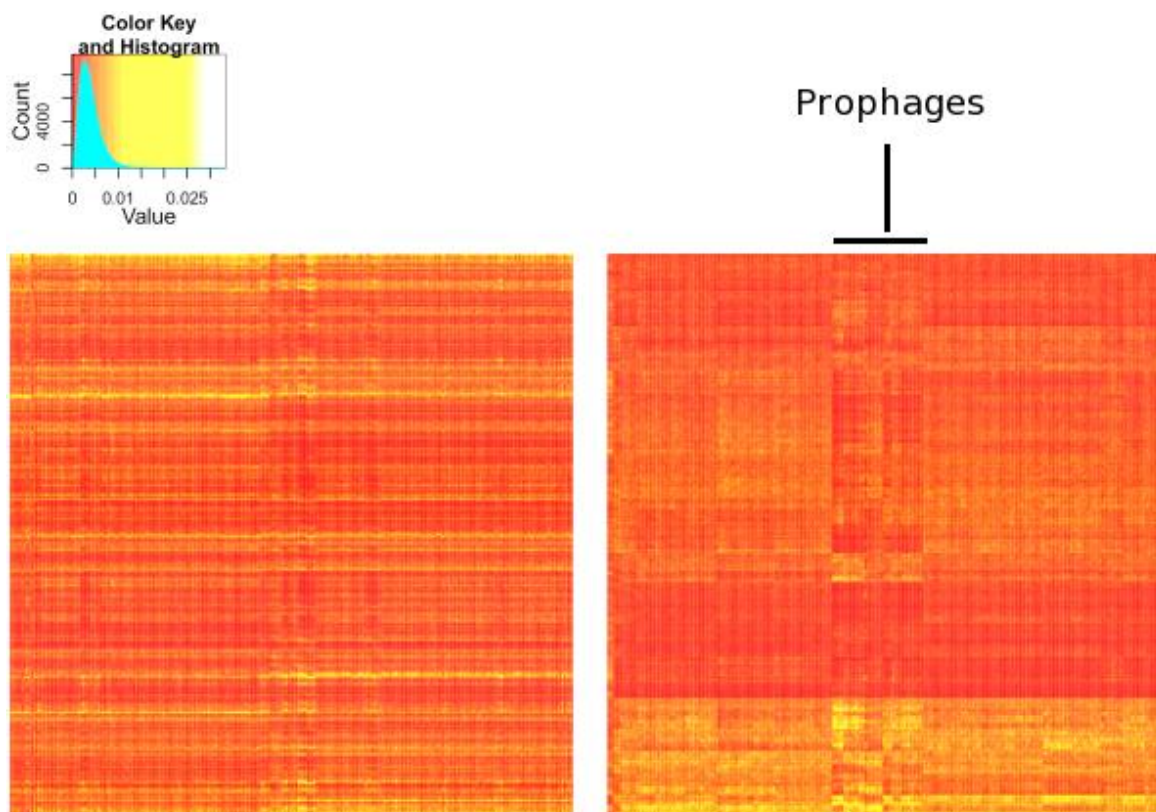 Color Key
and Histogram
Count
0 4000
0 0.01 0.025
Value
Prophages